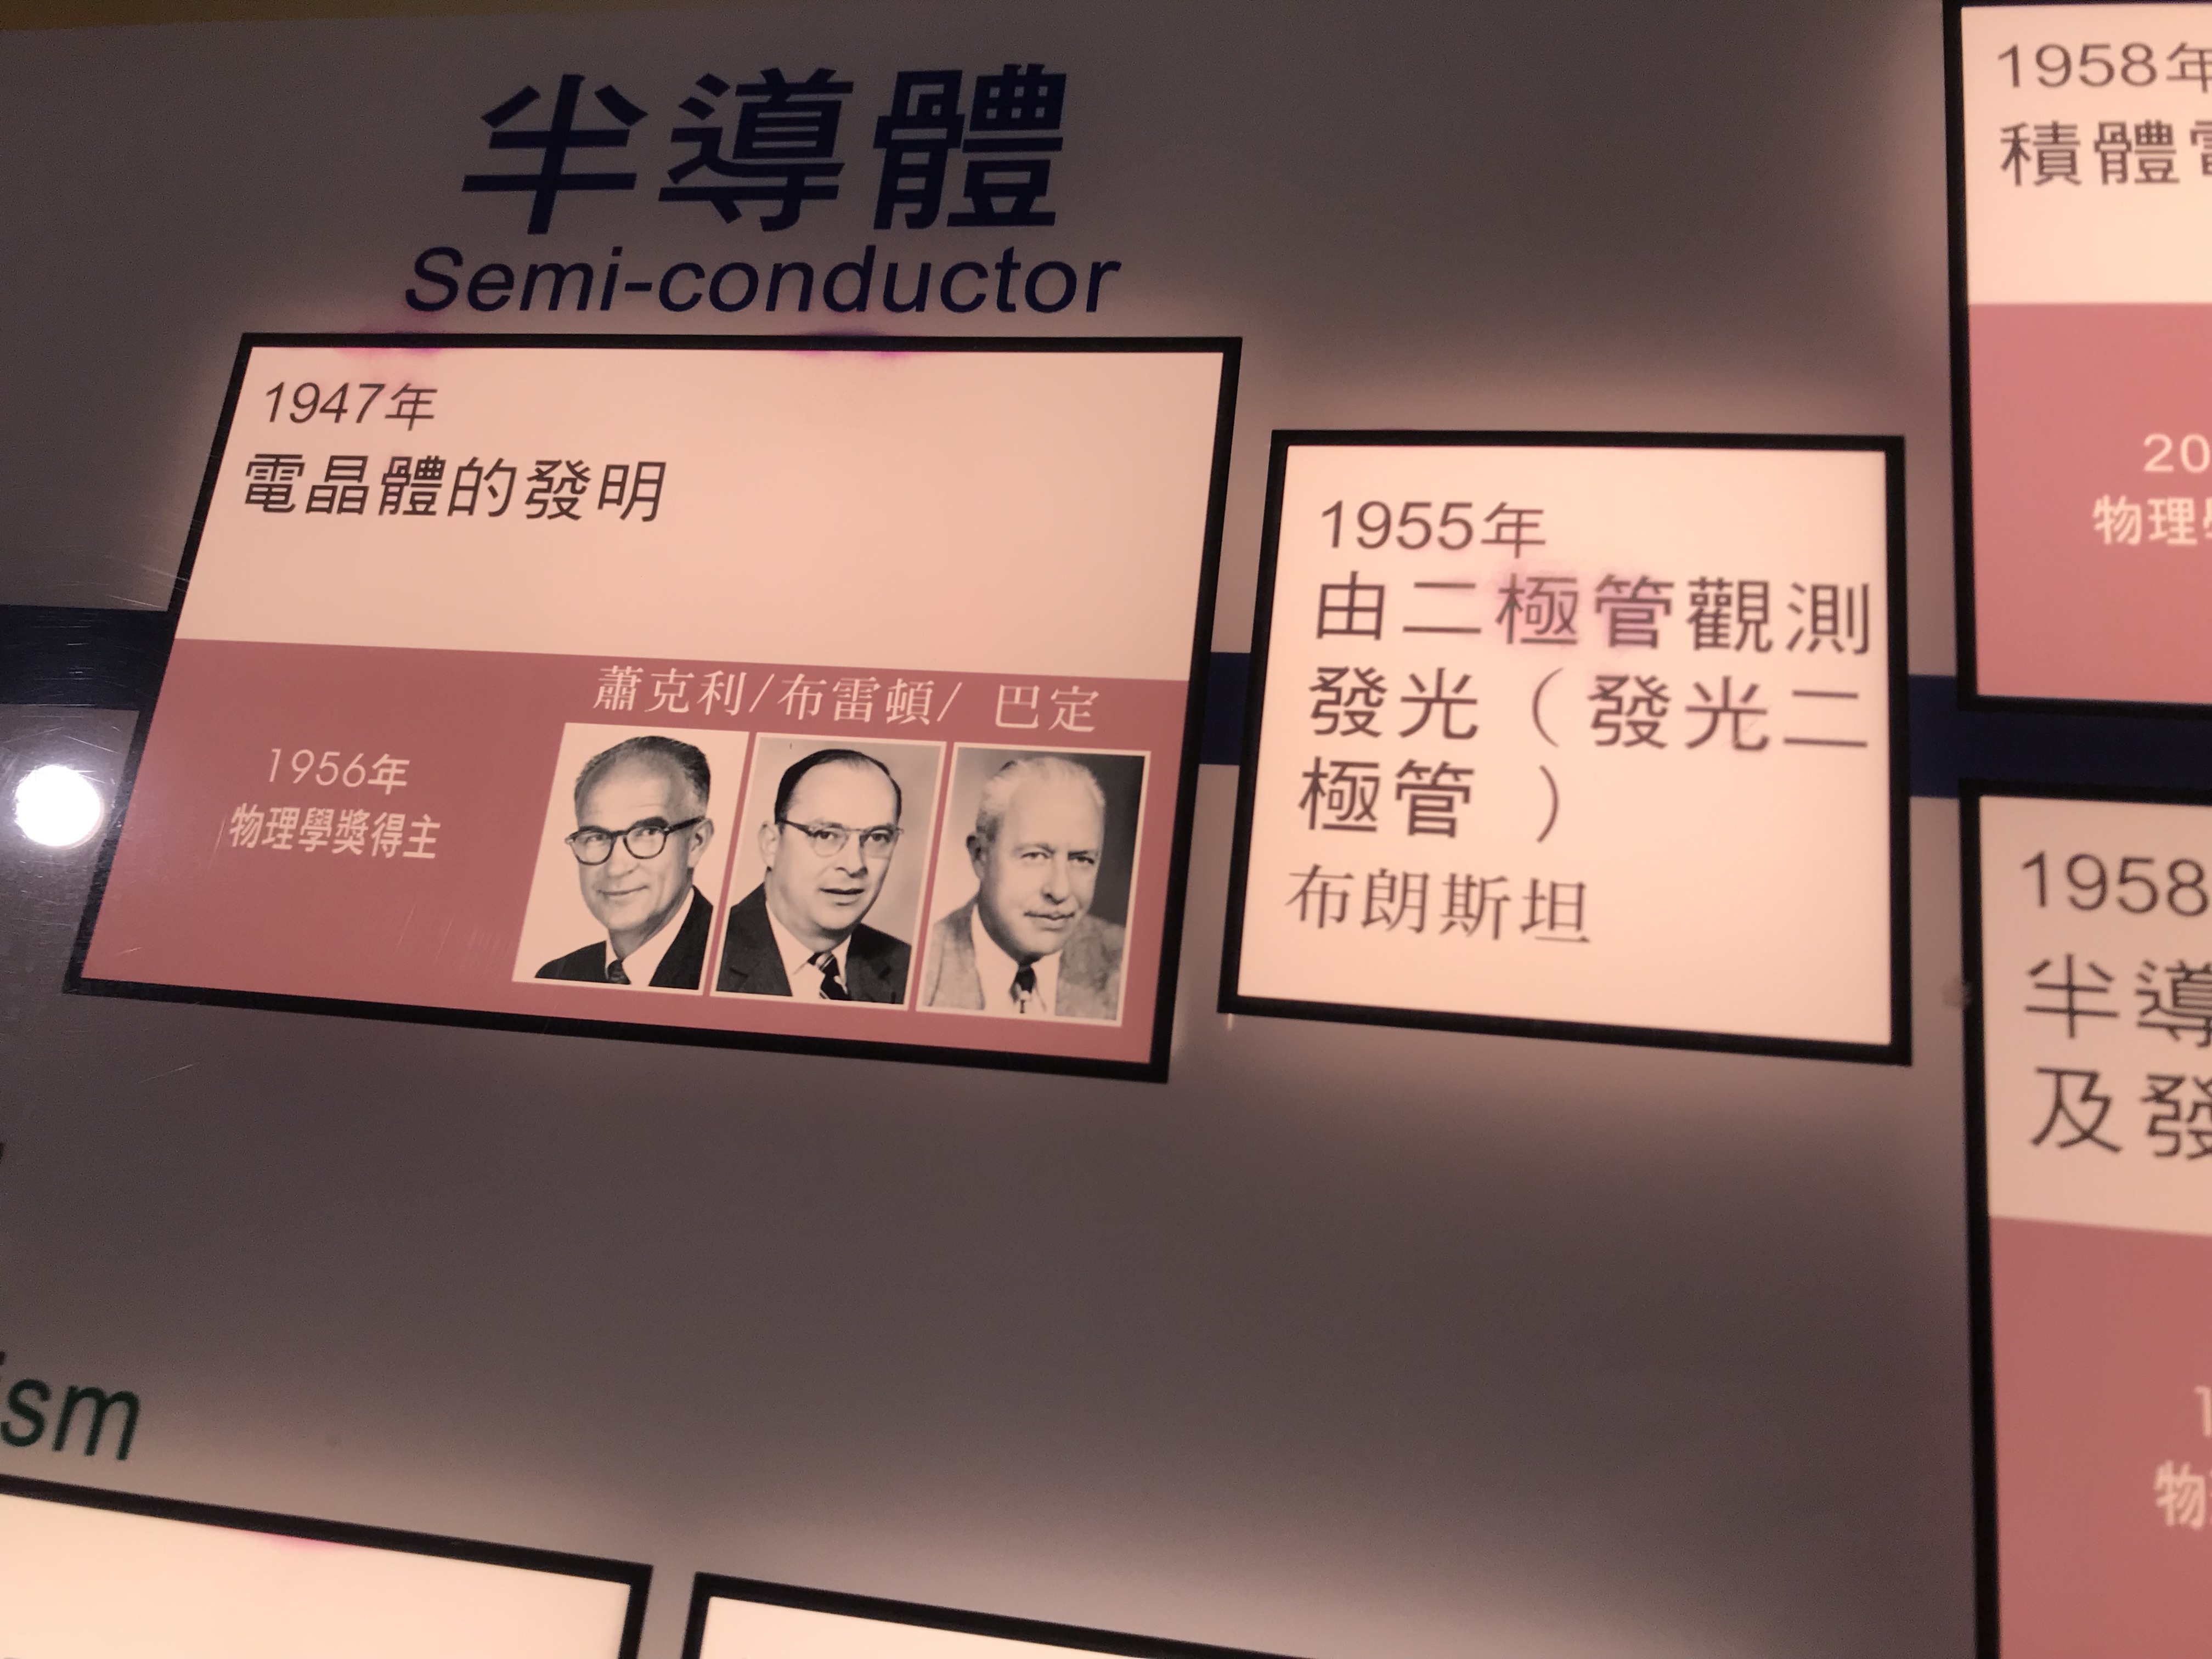 半導體
Semi-conductor
1947年
電晶體的發明
蕭克利/布雷頓/ 巴定
1956年
物理學獎得主
1955年
由二極管觀測
發光（發光二
極管 ）
布朗斯坦
1958年
積體
20
物理
1958
半導
及發
ism